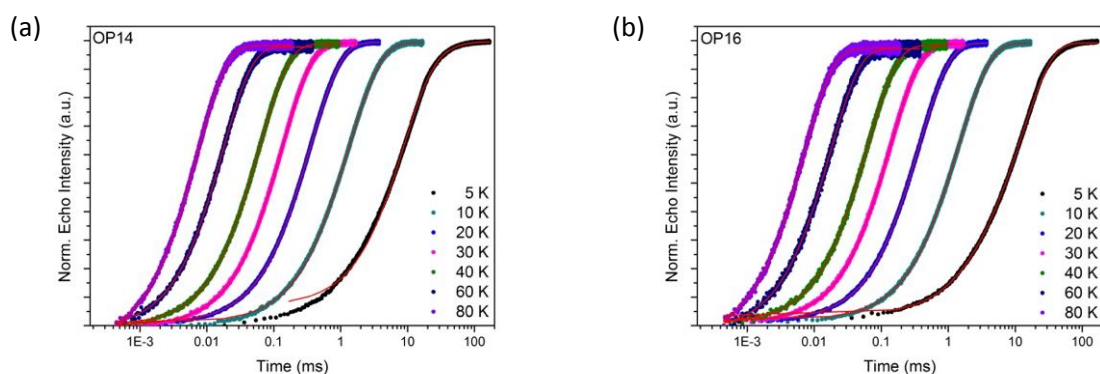 (a)
OP14
Norm. Echo Intensity (a.u.)
5 K
10 K
20 K
30 K
40 K
60 K
80 K
1E-3 0.01 0.1 1 10 100
Time (ms)
(b)
OP16
Norm. Echo Intensity (a.u.)
5 K
10 K
20 K
30 K
40 K
60 K
80 K
1E-3 0.01 0.1 1 10 100
Time (ms)